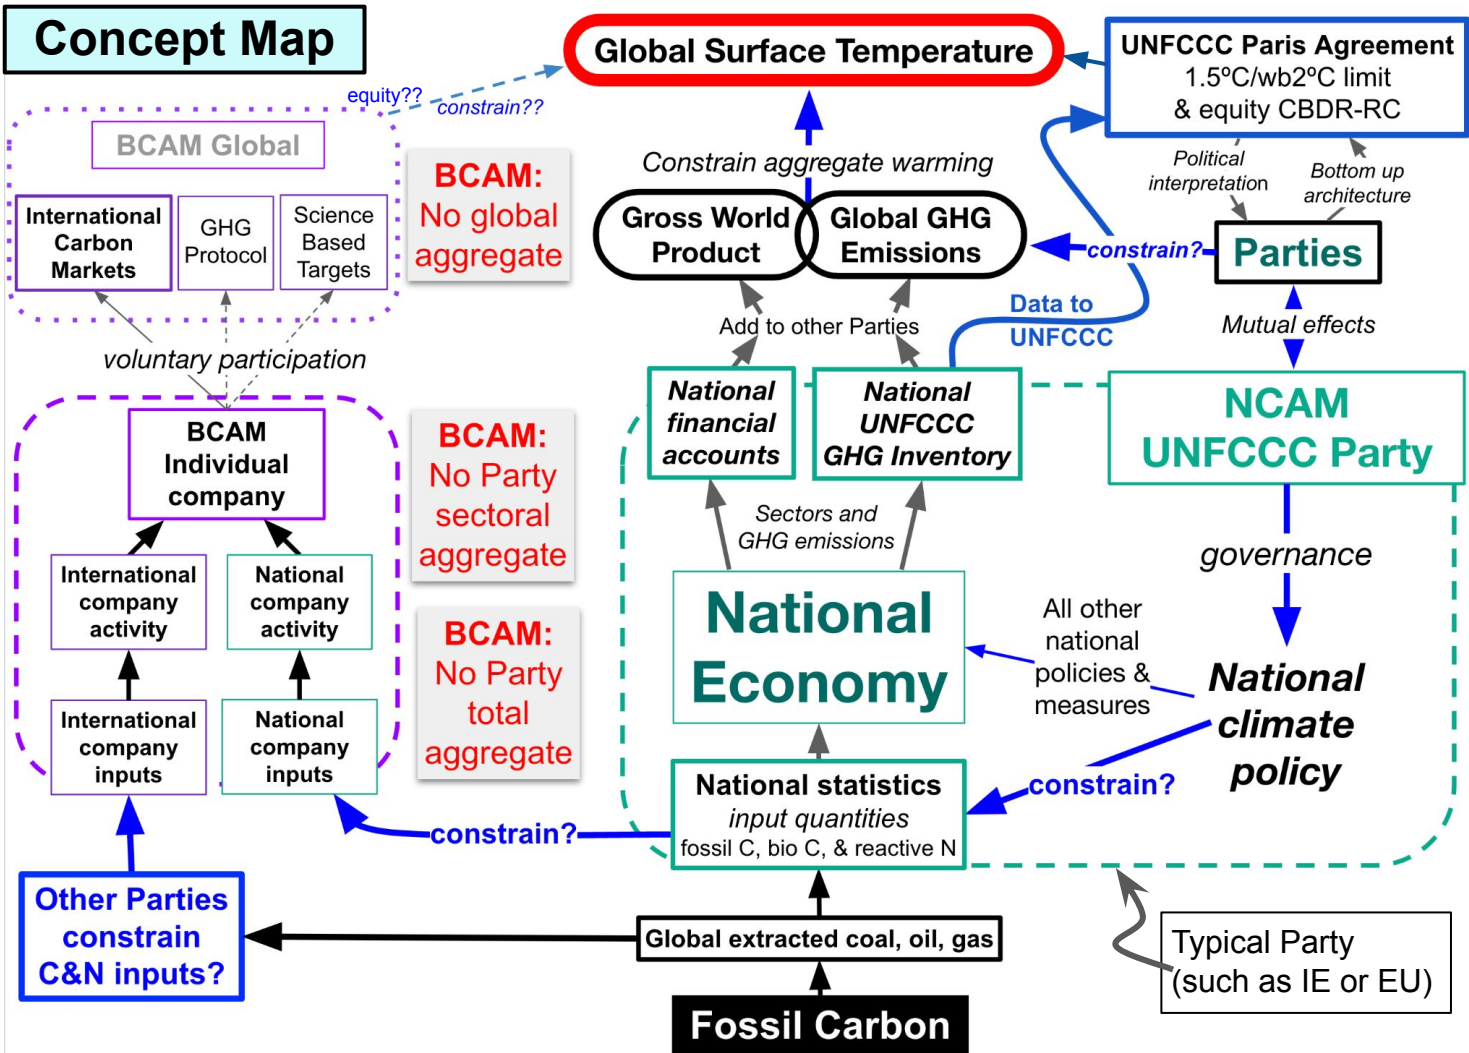 Concept Map
Global Surface Temperature
UNFCCC Paris Agreement
1.5ºC/wb2ºC limit
& equity CBDR-RC
equity??
constrain??
BCAM Global
International
Carbon
Markets
GHG
Protocol
Science
Based
Targets
BCAM:
No global
aggregate
Constrain aggregate warming
Gross World
Product
Global GHG
Emissions
Political
interpretation
Bottom up
architecture
constrain?
Parties
Data to
UNFCCC
Add to other Parties
Mutual effects
voluntary participation
BCAM
Individual
company
BCAM:
No Party
sectoral
aggregate
National
financial
accounts
National
UNFCCC
GHG Inventory
NCAM
UNFCCC Party
Sectors and
GHG emissions
governance
International
company
activity
National
company
activity
National
Economy
All other
national
policies &
measures
National
climate
policy
BCAM:
No Party
total
aggregate
International
company
inputs
National
company
inputs
constrain?
National statistics
input quantities
fossil C, bio C, & reactive N
constrain?
Other Parties
constrain
C&N inputs?
Global extracted coal, oil, gas
Typical Party
(such as IE or EU)
Fossil Carbon